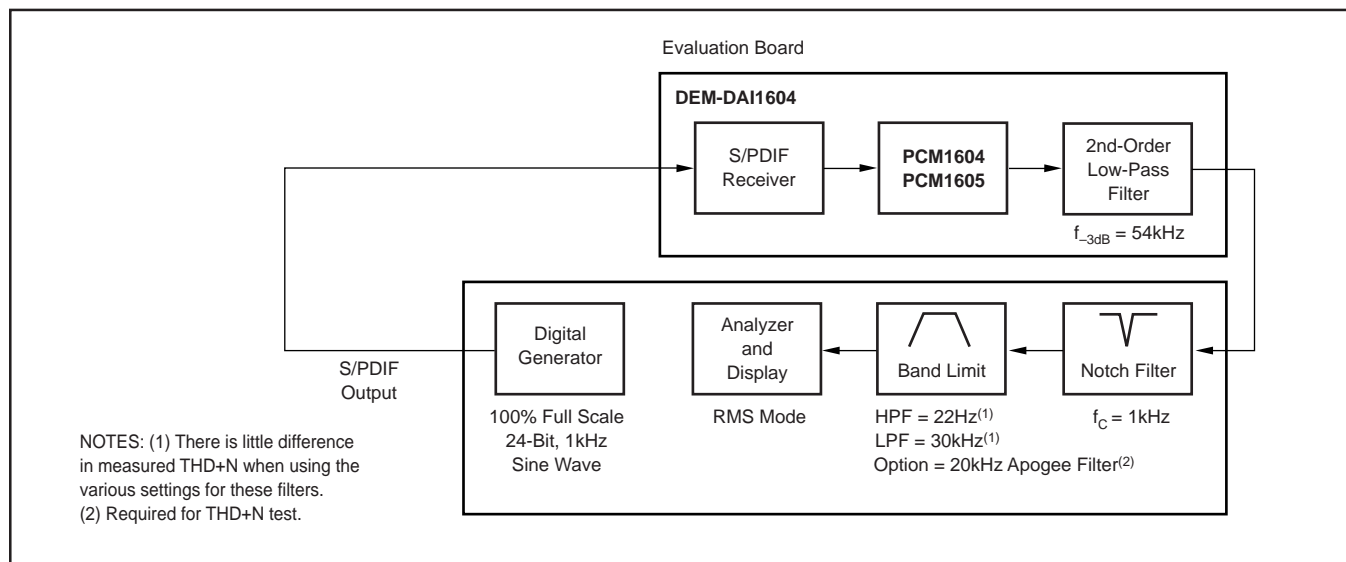 Evaluation Board
DEM-DAI1604
S/PDIF
Receiver
PCM1604
PCM1605
2nd-Order
Low-Pass
Filter
f–3dB = 54kHz
S/PDIF
Output
Digital
Generator
100% Full Scale
24-Bit, 1kHz
Sine Wave
Analyzer
and
Display
RMS Mode
Band Limit
HPF = 22Hz(1)
LPF = 30kHz(1)
Option = 20kHz Apogee Filter(2)
Notch Filter
fC = 1kHz
NOTES: (1) There is little difference
in measured THD+N when using the
various settings for these filters.
(2) Required for THD+N test.